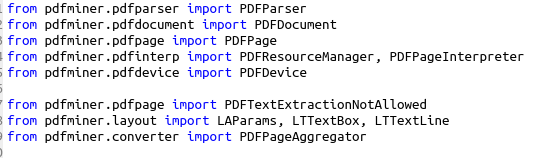 from pdfminer.pdfparser import PDFParser
from pdfminer.pdfdocument import PDFDocument
from pdfminer.pdfpage import PDFPage
from pdfminer.pdfinterp import PDFResourceManager, PDFPageInterpreter
from pdfminer.pdfdevice import PDFDevice
from pdfminer.pdfpage import PDFTextExtractionNotAllowed
from pdfminer.layout import LAParams, LTTextBox, LTTextLine
from pdfminer.converter import PDFPageAggregator